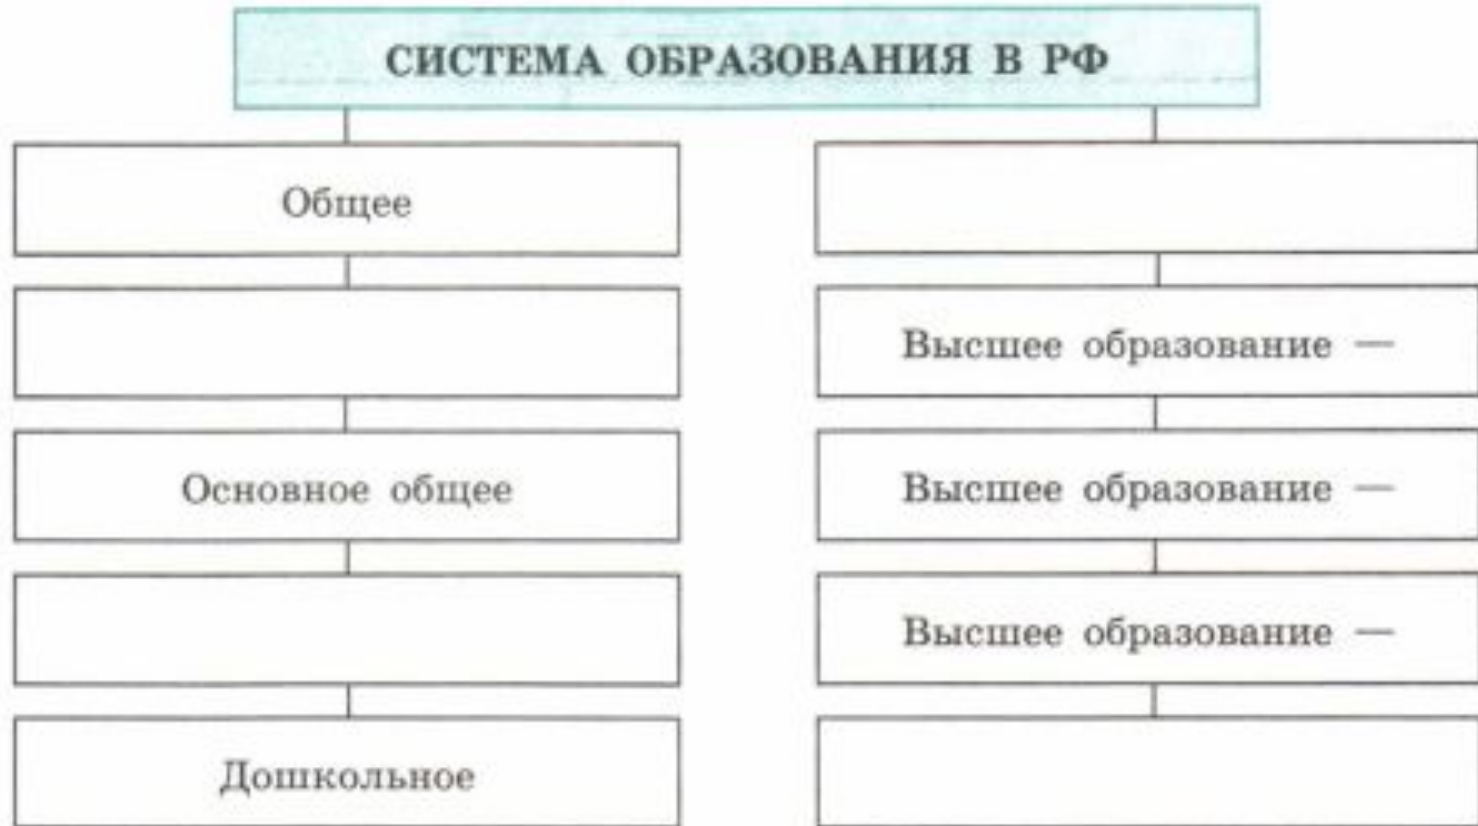 СИСТЕМА ОБРАЗОВАНИЯ В РФ
Общее
Высшее образование —
Основное общее
Высшее образование —
Высшее образование —
Дошкольное